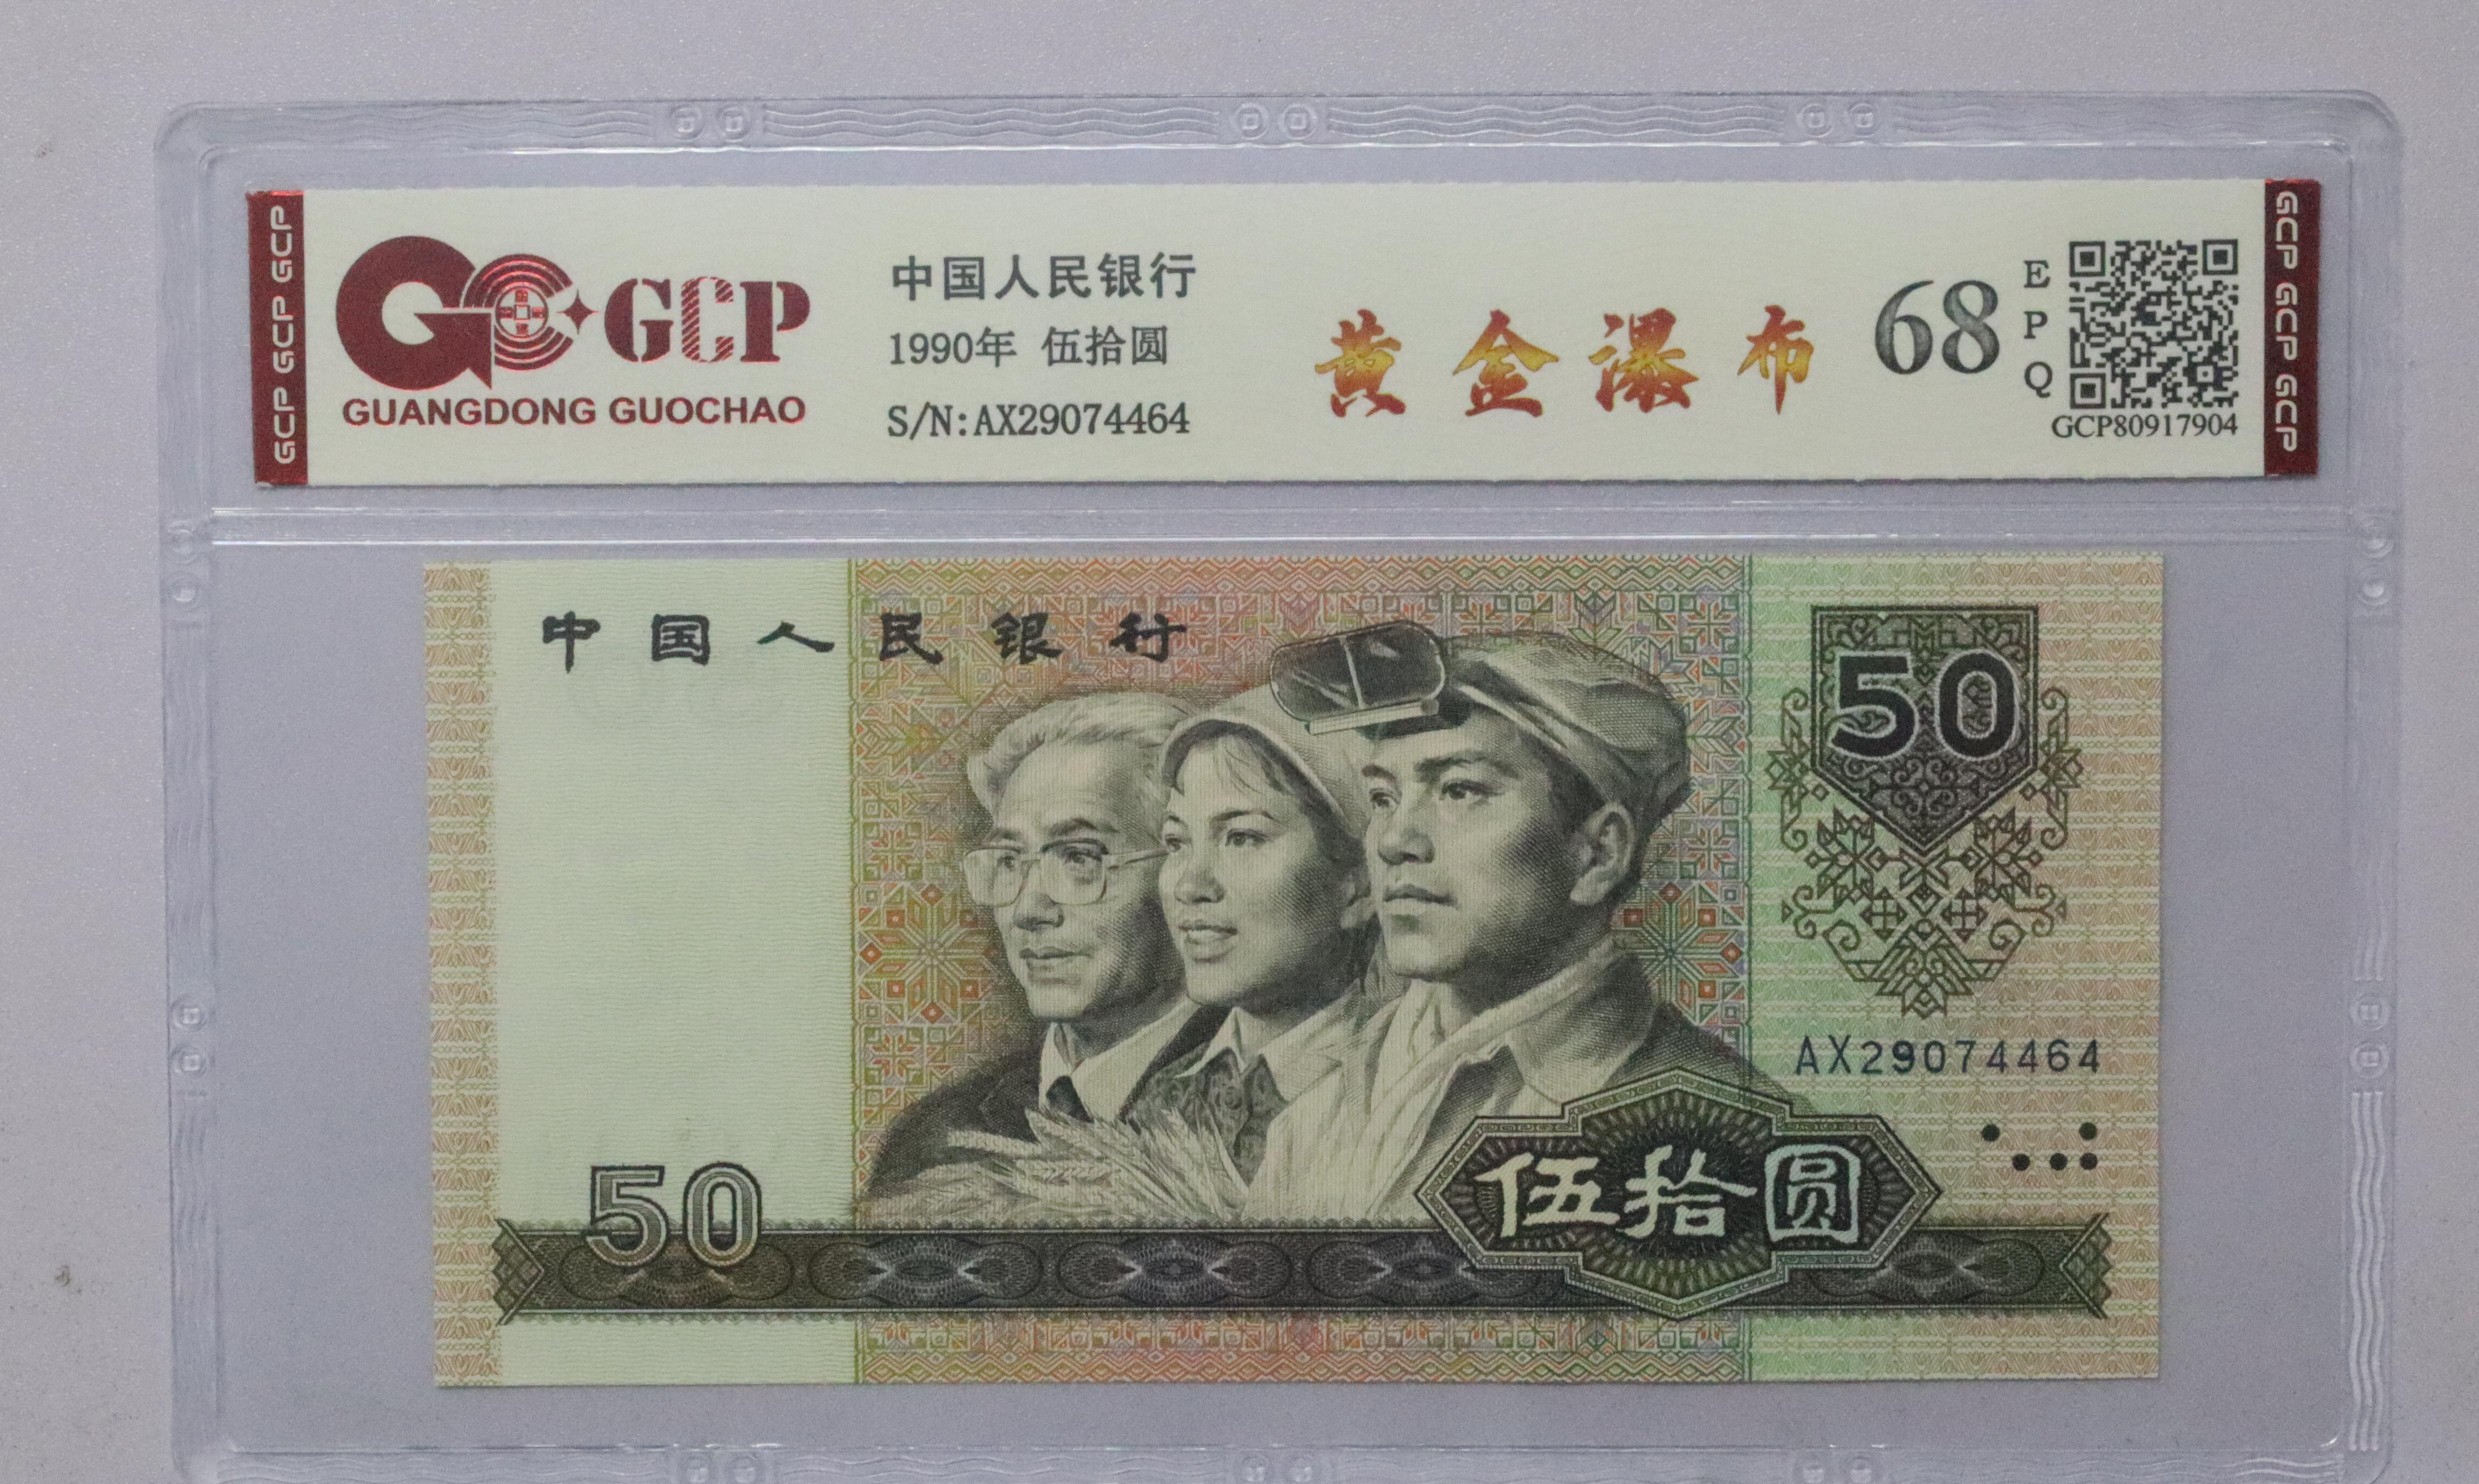 GCP GCP GCP
GCP
GUANGDONG GUOCHAO
中国人民银行
1990年 伍拾圆
S/N:AX29074464
黄金瀑布
68
E
P
Q
GCP80917904
GCP GCP GCP
中国人民银行
50
AX29074464
50
伍拾圆